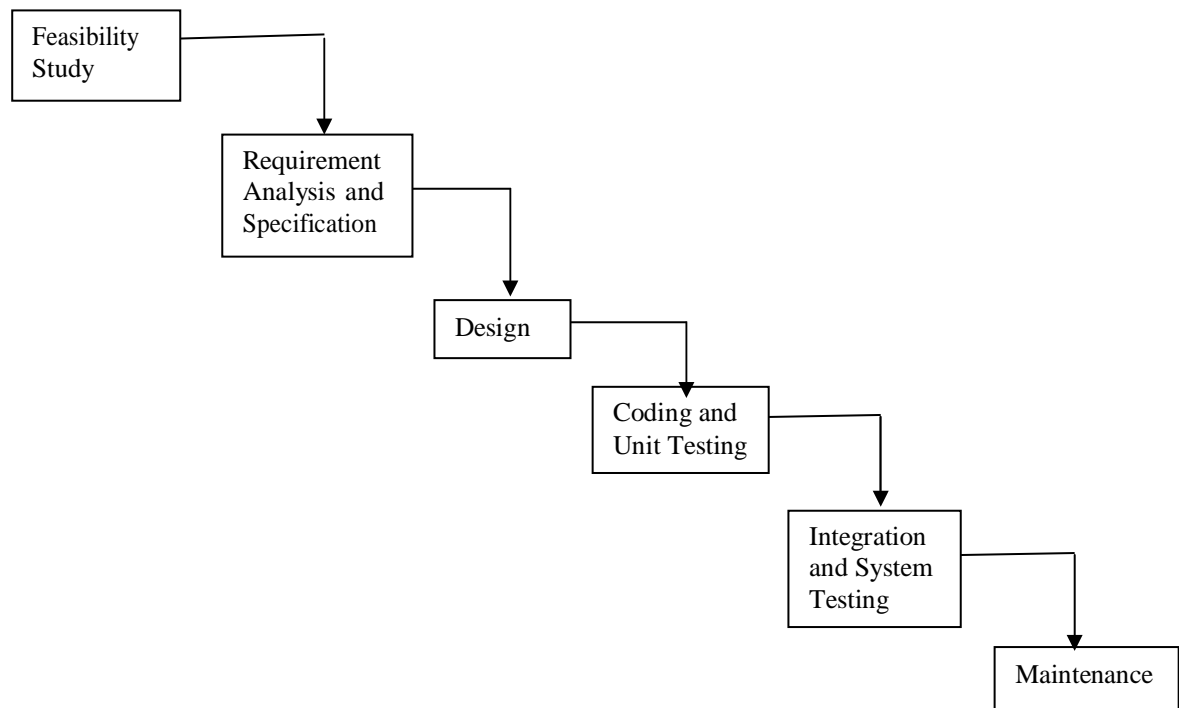 Feasibility
Study
Requirement
Analysis and
Specification
Design
Coding and
Unit Testing
Integration
and System
Testing
Maintenance